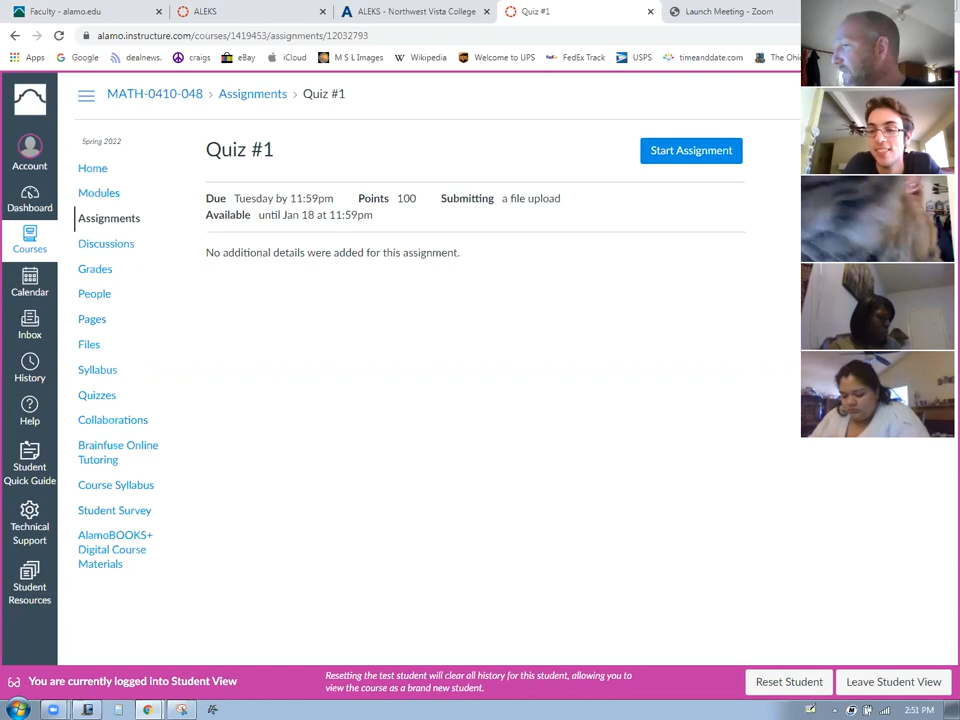 Faculty - alamo.edu
ALEKS
ALEKS - Northwest Vista College
Quiz #1
Launch Meeting - Zoom
alamo.instructure.com/courses/1419453/assignments/12032793
Apps
Google
dealnews.
craigs
eBay
iCloud
M S L Images
Wikipedia
Welcome to UPS
FedEx Track
USPS
timeanddate.com
The Ohi
MATH-0410-048 › Assignments › Quiz #1
Account
Dashboard
Courses
Calendar
Inbox
History
Help
Student
Quick Guide
Technical
Support
Student
Resources
Spring 2022
Home
Modules
Assignments
Discussions
Grades
People
Pages
Files
Syllabus
Quizzes
Collaborations
Brainfuse Online
Tutoring
Course Syllabus
Student Survey
AlamoBOOKS+
Digital Course
Materials
Quiz #1
Start Assignment
Due Tuesday by 11:59pm Points 100 Submitting a file upload
Available until Jan 18 at 11:59pm
No additional details were added for this assignment.
You are currently logged into Student View
Resetting the test student will clear all history for this student, allowing you to
view the course as a brand new student.
Reset Student
Leave Student View
2:51 PM